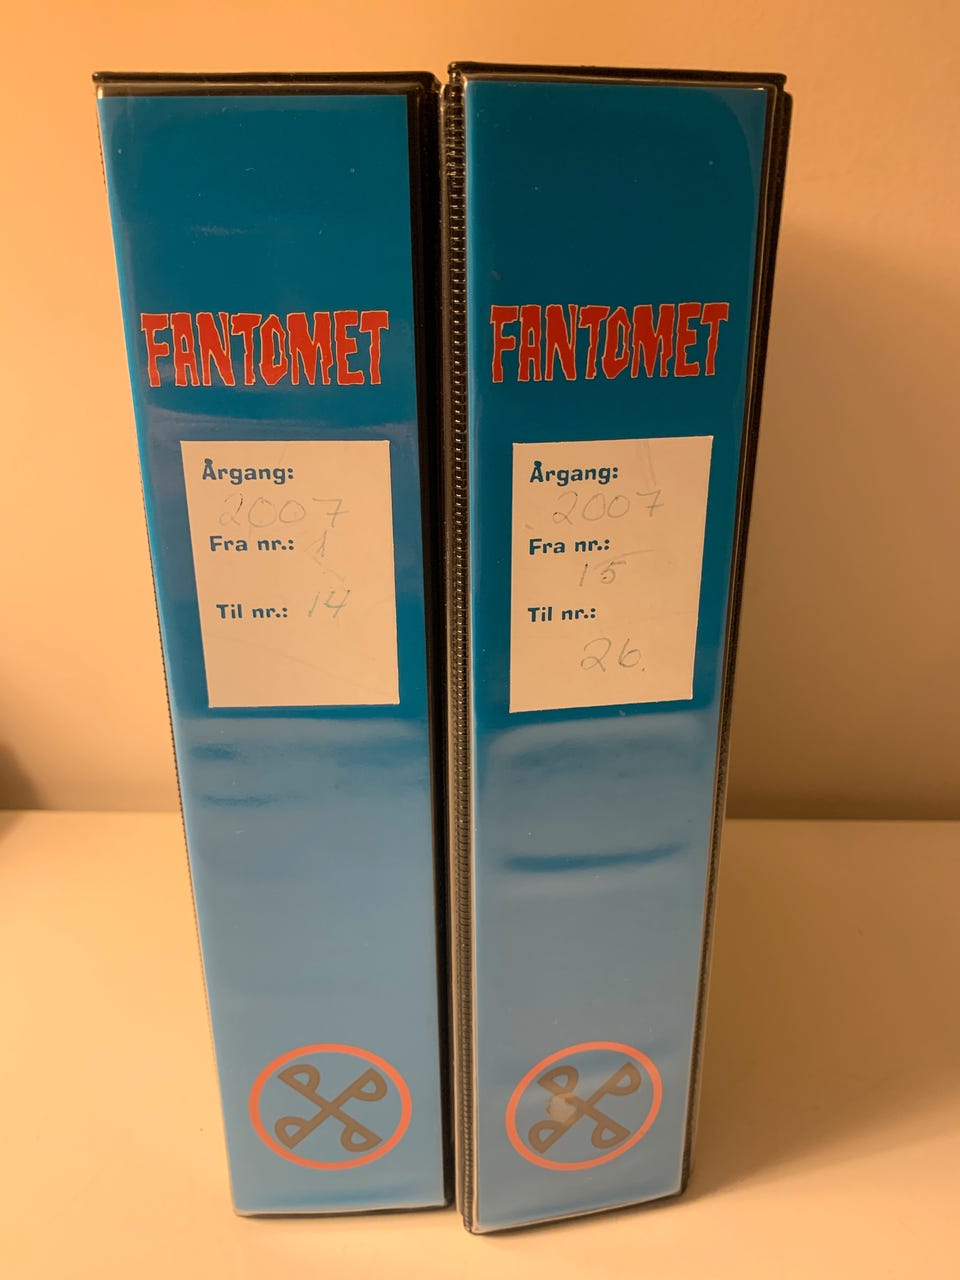 FANTOMET
Årgang:
2007
Fra nr.: 1
Til nr.: 14
FANTOMET
Årgang:
2007
Fra nr.:
15
Til nr.:
26.